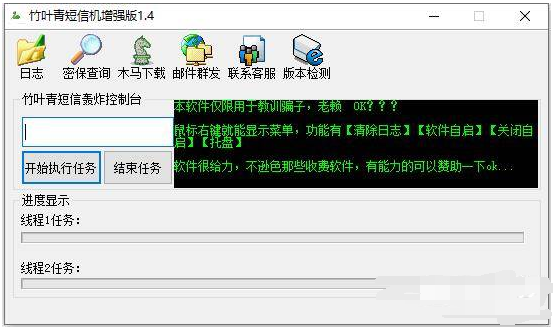 竹叶青短信机增强版1.4
日志 密保查询 木马下载 邮件群发 联系客服 版本检测
竹叶青短信轰炸控制台
本软件仅限用于教训骗子，老赖 OK？？？
鼠标右键就能显示菜单，功能有【清除日志】【软件自启】【关闭自
启】【托盘】
软件很给力，不逊色那些收费软件，有能力的可以赞助一下ok...
开始执行任务 结束任务
进度显示
线程1任务：
线程2任务：